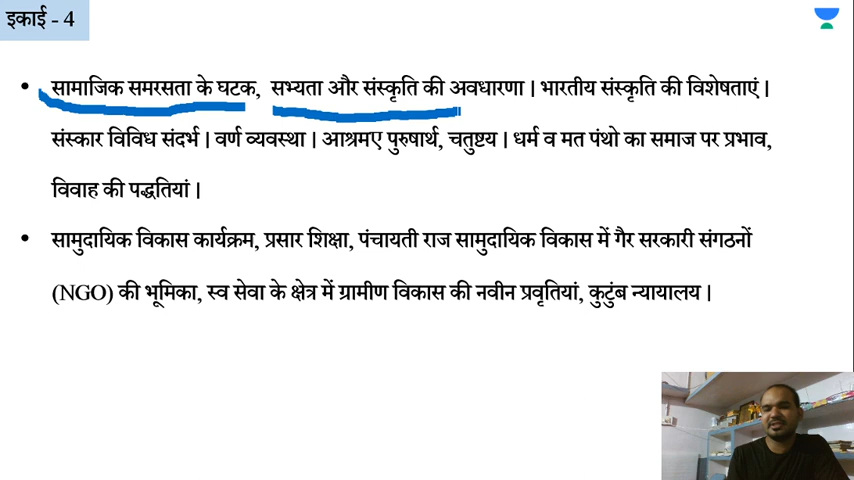 इकाई - 4
• सामाजिक समरसता के घटक, सभ्यता और संस्कृति की अवधारणा | भारतीय संस्कृति की विशेषताएं |
संस्कार विविध संदर्भ | वर्ण व्यवस्था | आश्रमए पुरुषार्थ, चतुष्टय | धर्म व मत पंथो का समाज पर प्रभाव,
विवाह की पद्धतियां |
• सामुदायिक विकास कार्यक्रम, प्रसार शिक्षा, पंचायती राज सामुदायिक विकास में गैर सरकारी संगठनों
(NGO) की भूमिका, स्व सेवा के क्षेत्र में ग्रामीण विकास की नवीन प्रवृतियां, कुटुंब न्यायालय |